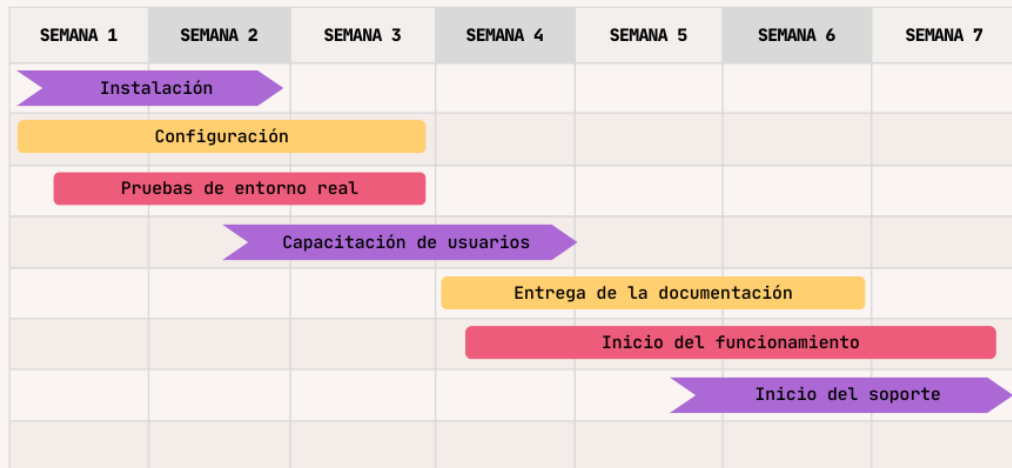 SEMANA 1 SEMANA 2 SEMANA 3 SEMANA 4 SEMANA 5 SEMANA 6 SEMANA 7
Instalación
Configuración
Pruebas de entorno real
Capacitación de usuarios
Entrega de la documentación
Inicio del funcionamiento
Inicio del soporte